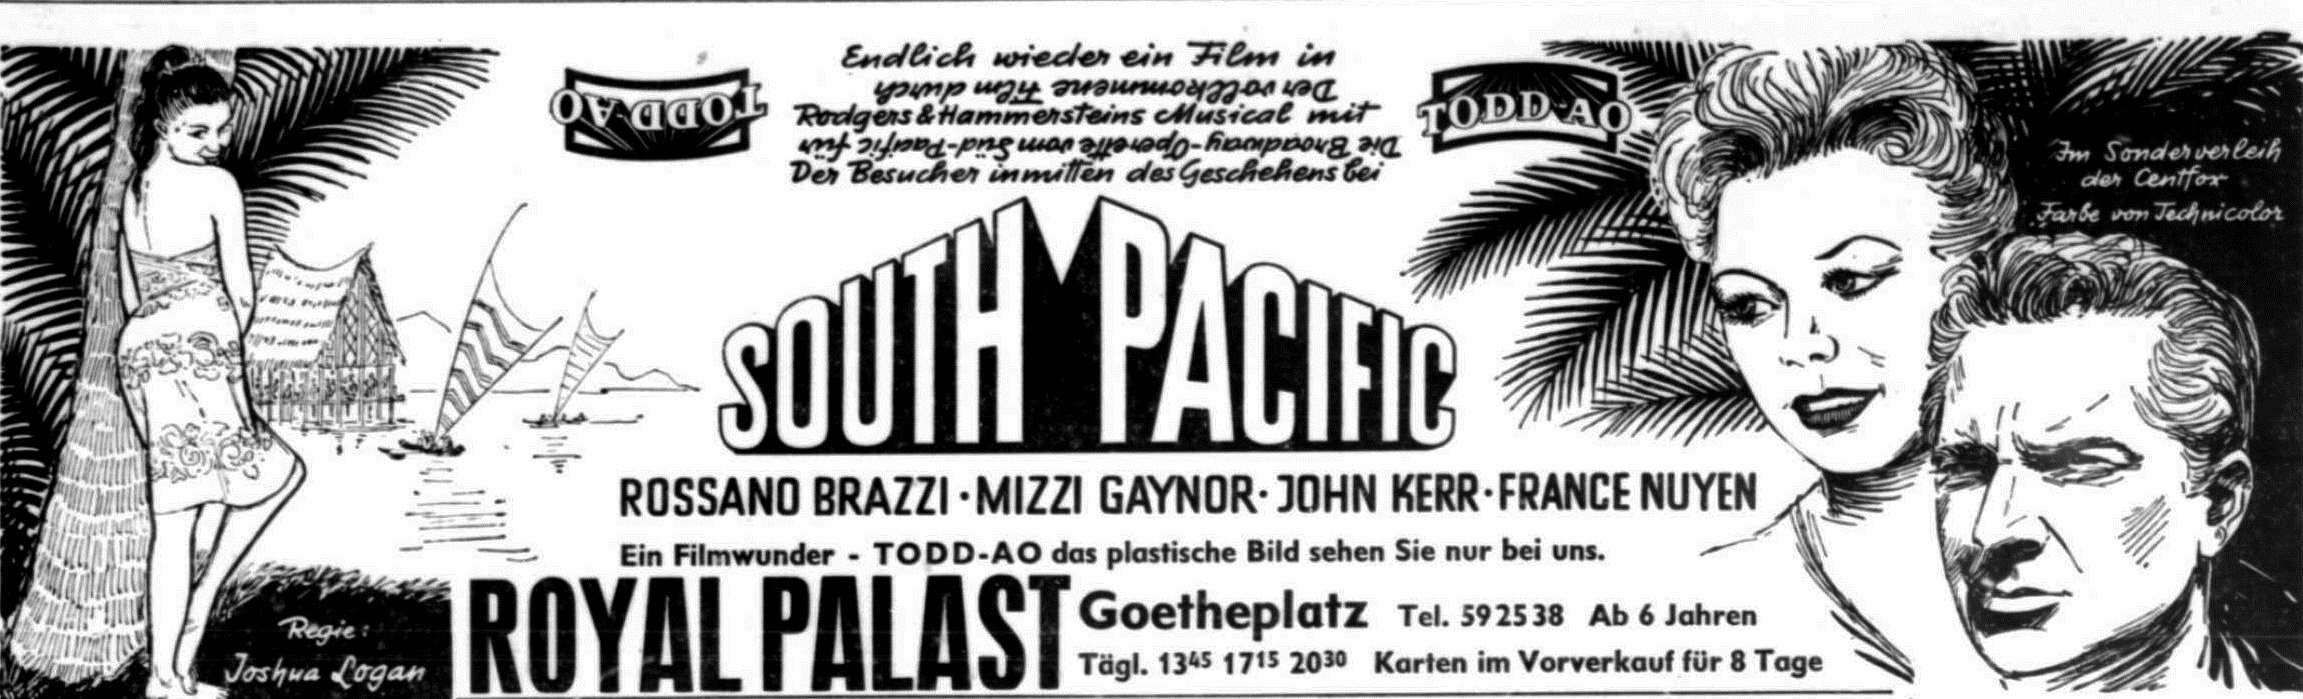 Endlich wieder ein Film in
Der vollkommene Film durch
Rodgers & Hammersteins Musical mit
Die Broadway-Operette vom Süd-Pacific für
Der Besucher inmitten des Geschehens bei
TODD-AO
TODD-AO
Im Sonderverleih
der Centfox
Farbe von Technicolor
SOUTH PACIFIC
ROSSANO BRAZZI · MIZZI GAYNOR · JOHN KERR · FRANCE NUYEN
Ein Filmwunder - TODD-AO das plastische Bild sehen Sie nur bei uns.
ROYAL PALAST Goetheplatz Tel. 592538 Ab 6 Jahren
Tägl. 13⁴⁵ 17¹⁵ 20³⁰ Karten im Vorverkauf für 8 Tage
Regie:
Joshua Logan